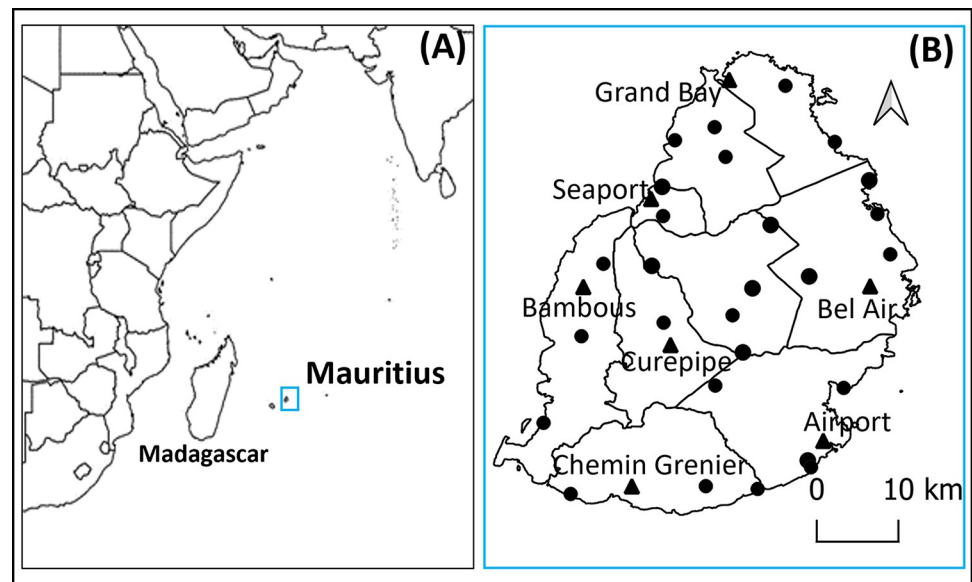 (A)
Mauritius
Madagascar
(B)
Grand Bay
Seaport
Bambous
Bel Air
Curepipe
Airport
Chemin Grenier
0 10 km